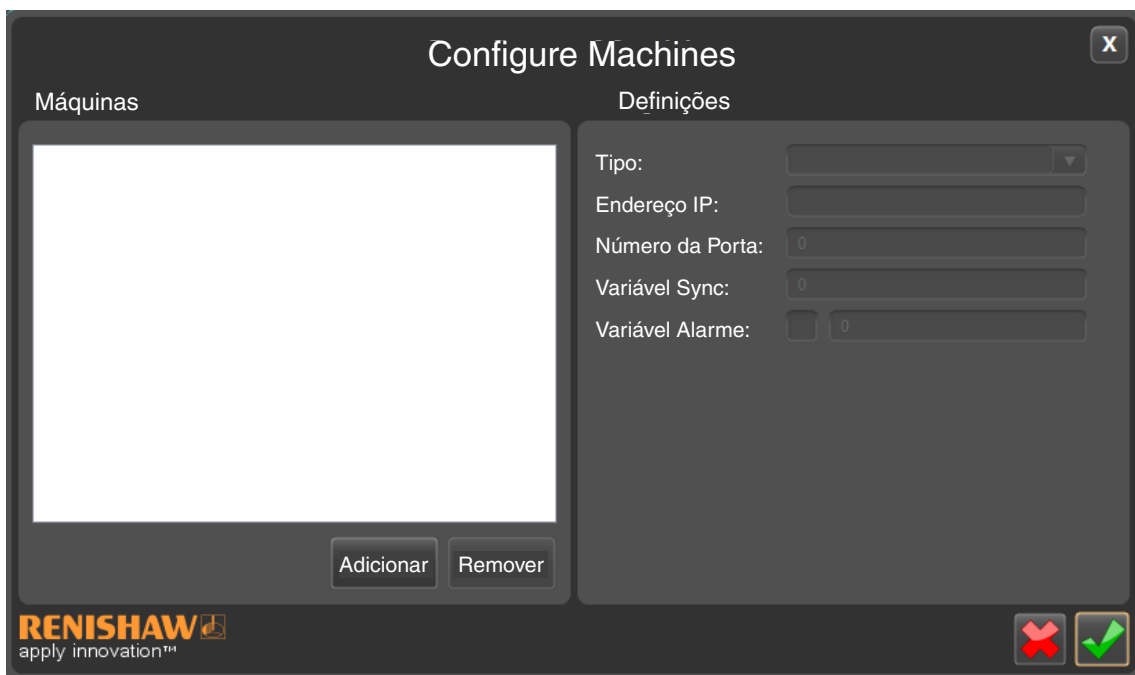 Configure Machines
X
Máquinas
Definições
Tipo:
Endereço IP:
Número da Porta:
0
Variável Sync:
0
Variável Alarme:
0
Adicionar
Remover
RENISHAW
apply innovation™